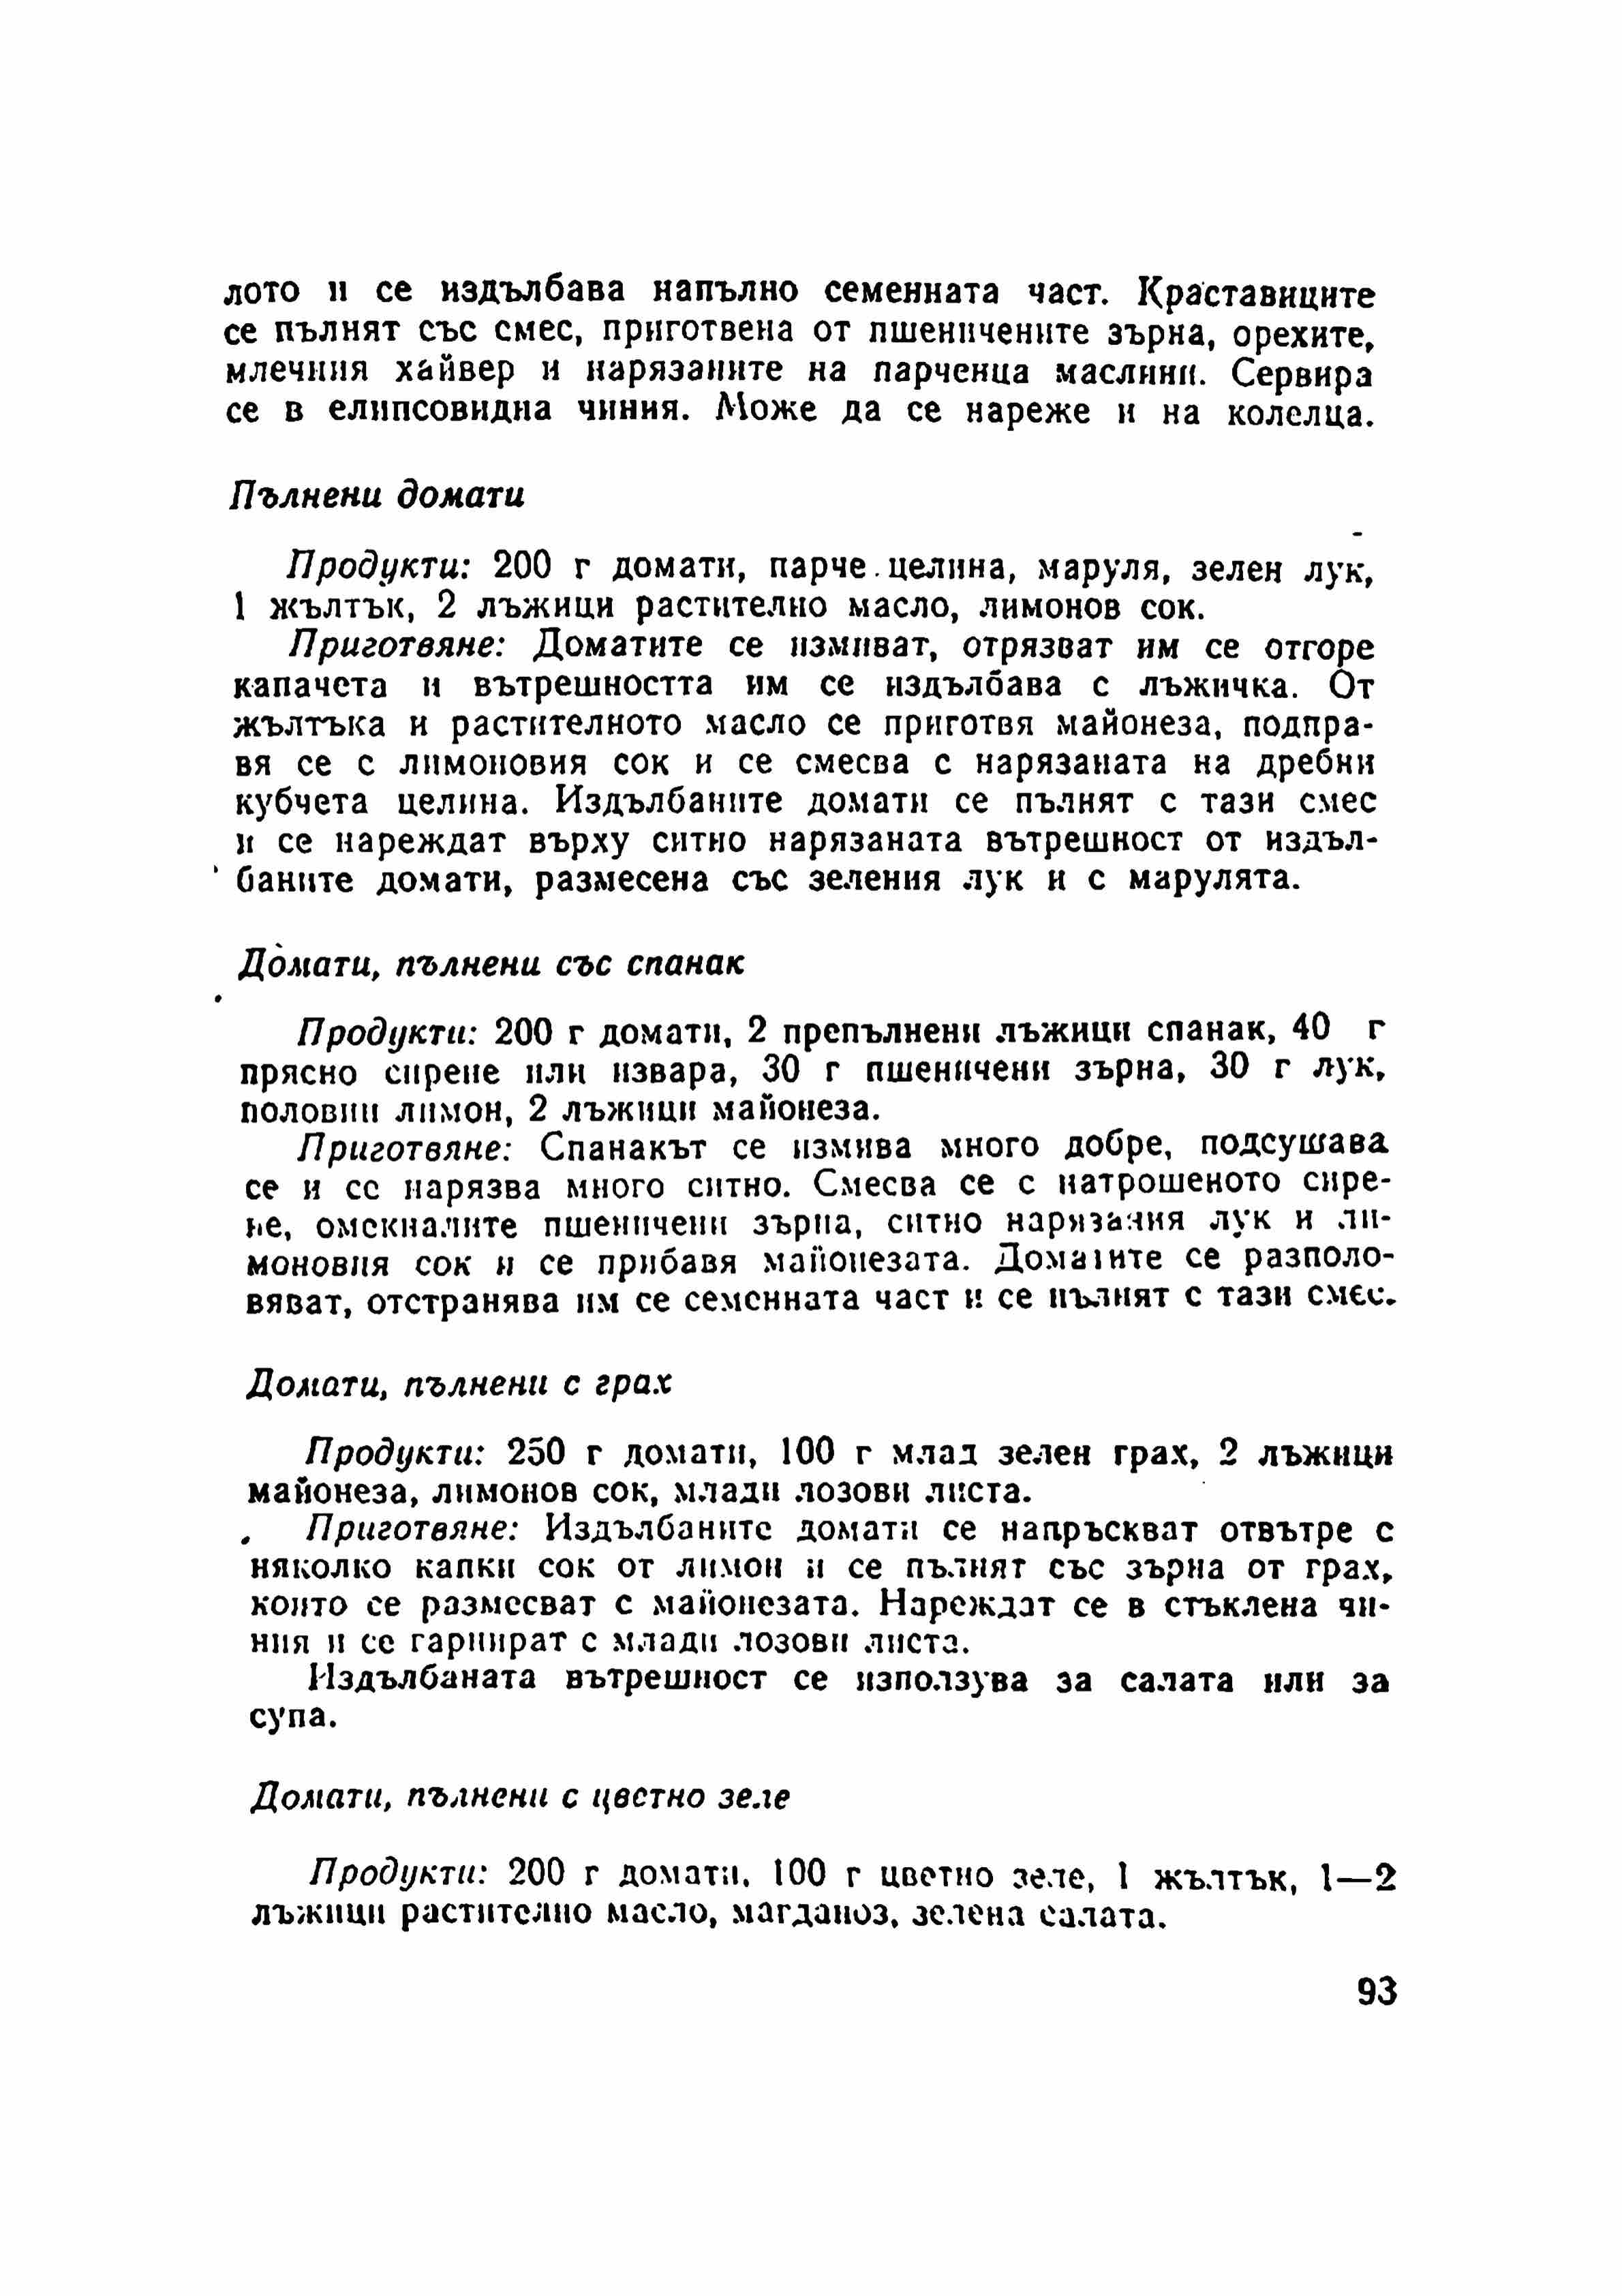 лото и се издълбава напълно семенната част. Краставиците
се пълнят със смес, приготвена от пшеничените зърна, орехите,
млечния хайвер и нарязаните на парченца маслини. Сервира
се в елипсовидна чиния. Може да се нареже и на колелца.
Пълнени домати
Продукти: 200 г домати, парче целина, маруля, зелен лук,
1 жълтък, 2 лъжици растително масло, лимонов сок.
Приготвяне: Доматите се измиват, отрязват им се отгоре
капачета и вътрешността им се издълбава с лъжичка. От
жълтъка и растителното масло се приготвя майонеза, подпра-
вя се с лимоновия сок и се смесва с нарязаната на дребни
кубчета целина. Издълбаните домати се пълнят с тази смес
и се нареждат върху ситно нарязаната вътрешност от издъл-
баните домати, размесена със зеления лук и с марулята.
Домати, пълнени със спанак
Продукти: 200 г домати, 2 препълнени лъжици спанак, 40 г
прясно сирене или извара, 30 г пшеничени зърна, 30 г лук,
половин лимон, 2 лъжици майонеза.
Приготвяне: Спанакът се измива много добре, подсушава
се и се нарязва много ситно. Смесва се с натрошеното сире-
не, омекналите пшеничени зърна, ситно нарязания лук и ли-
моновия сок и се прибавя майонезата. Доматите се разполо-
вяват, отстранява им се семенната част и се пълнят с тази смес.
Домати, пълнени с грах
Продукти: 250 г домати, 100 г млад зелен грах, 2 лъжици
майонеза, лимонов сок, млади лозови листа.
Приготвяне: Издълбаните домати се напръскват отвътре с
няколко капки сок от лимон и се пълнят със зърна от грах,
които се размесват с майонезата. Нареждат се в стъклена чи-
ния и се гарнират с млади лозови листа.
Издълбаната вътрешност се използува за салата или за
супа.
Домати, пълнени с цветно зеле
Продукти: 200 г домати, 100 г цветно зеле, 1 жълтък, 1—2
лъжици растително масло, магданоз, зелена салата.
93